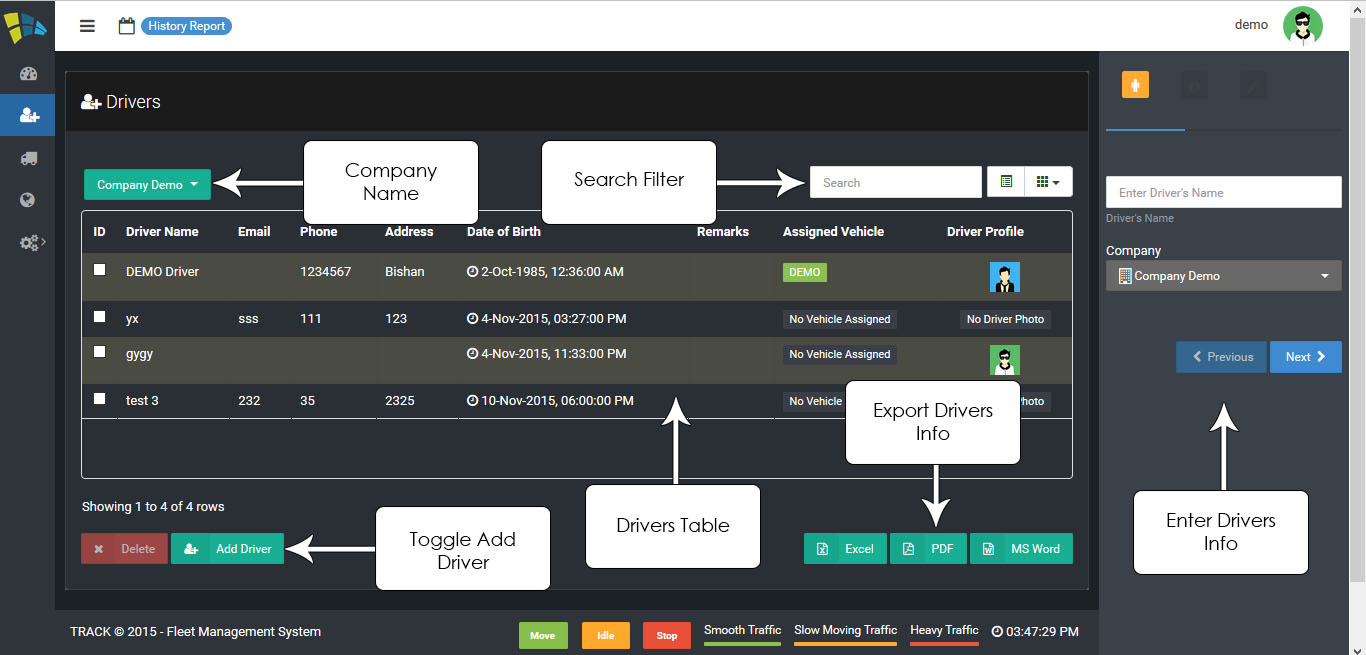 History Report
demo
Drivers
Company Name
Search Filter
Company Demo
Search
ID Driver Name Email Phone Address Date of Birth Remarks Assigned Vehicle Driver Profile
DEMO Driver 1234567 Bishan 2-Oct-1985, 12:36:00 AM DEMO
yx sss 111 123 4-Nov-2015, 03:27:00 PM No Vehicle Assigned No Driver Photo
gygy 4-Nov-2015, 11:33:00 PM No Vehicle Assigned
test 3 232 35 2325 10-Nov-2015, 06:00:00 PM No Vehicle hoto
Export Drivers
Info
Showing 1 to 4 of 4 rows
Drivers Table
Toggle Add
Driver
Delete Add Driver
Excel PDF MS Word
Enter Driver's Name
Driver's Name
Company
Company Demo
Previous Next
Enter Drivers
Info
TRACK © 2015 - Fleet Management System
Move Idle Stop Smooth Traffic Slow Moving Traffic Heavy Traffic 03:47:29 PM